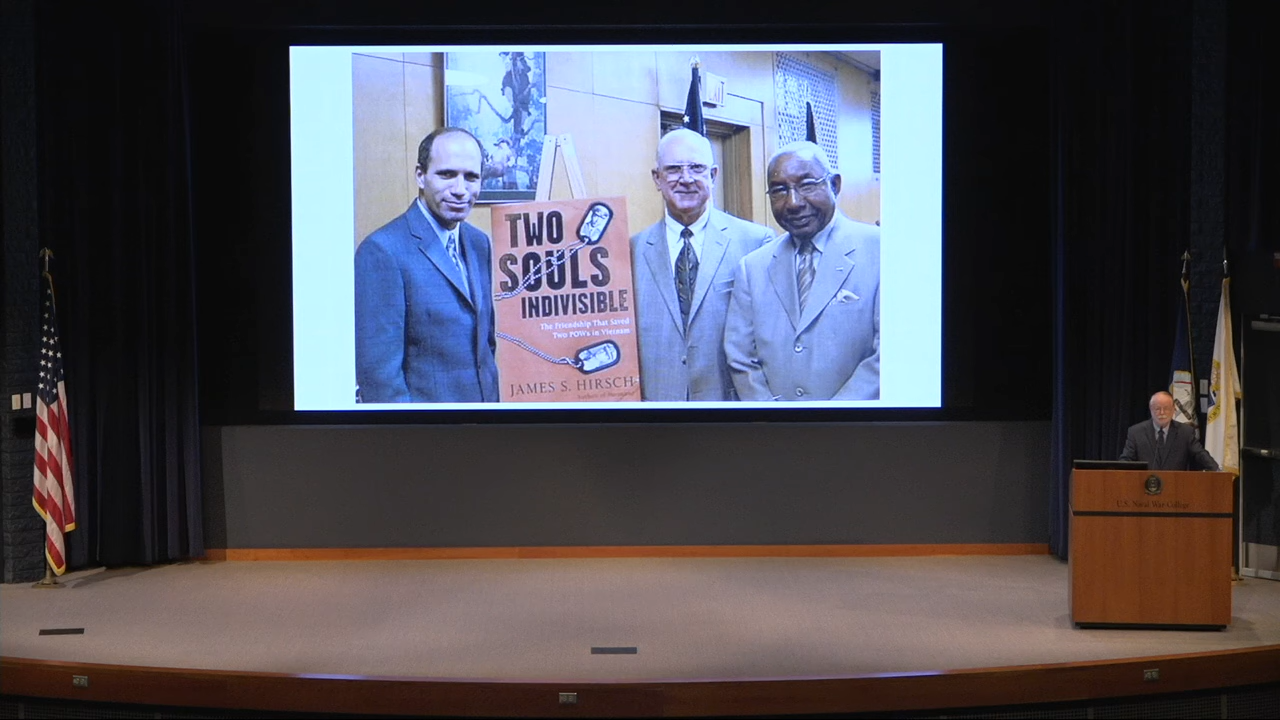 TWO
SOULS
INDIVISIBLE
The Friendship That Saved
Two POWs in Vietnam
JAMES S. HIRSCH
U.S. Naval War College